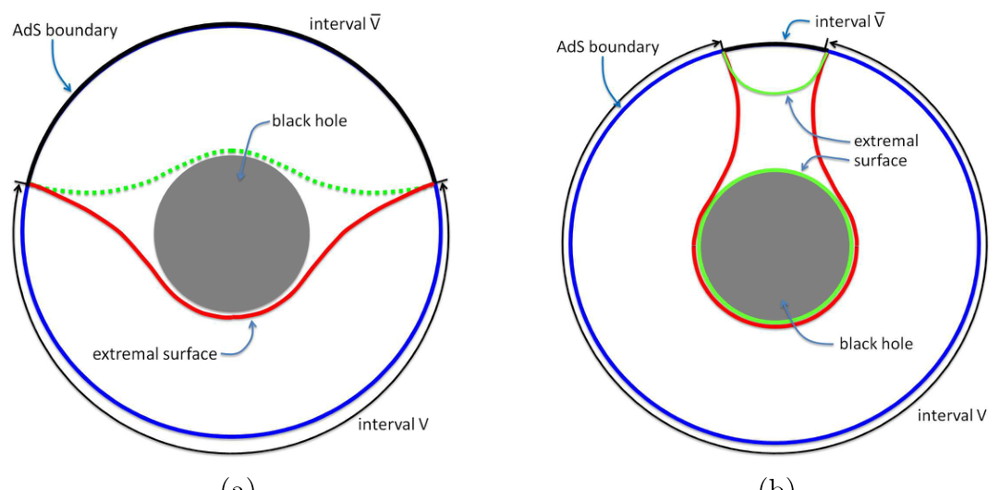 interval V̅
AdS boundary
black hole
extremal surface
interval V
(a)
interval V̅
AdS boundary
extremal
surface
black hole
interval V
(b)